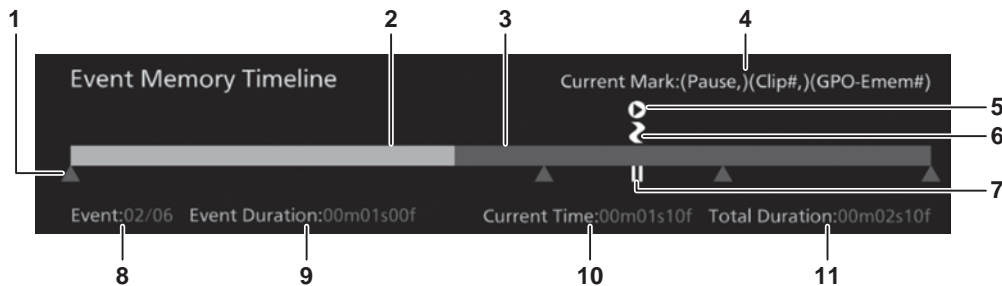 1 2 3 4
Event Memory Timeline Current Mark:(Pause,)(Clip#,)(GPO-Emem#)
5
6
7
Event:02/06 Event Duration:00m01s00f Current Time:00m01s10f Total Duration:00m02s10f
8 9 10 11